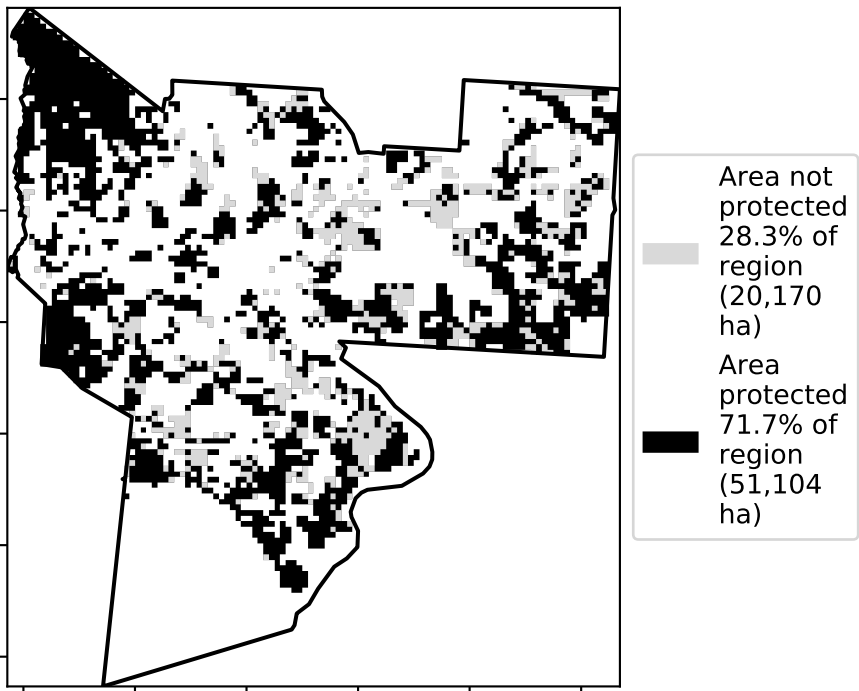 Area not
protected
28.3% of
region
(20,170
ha)
Area
protected
71.7% of
region
(51,104
ha)